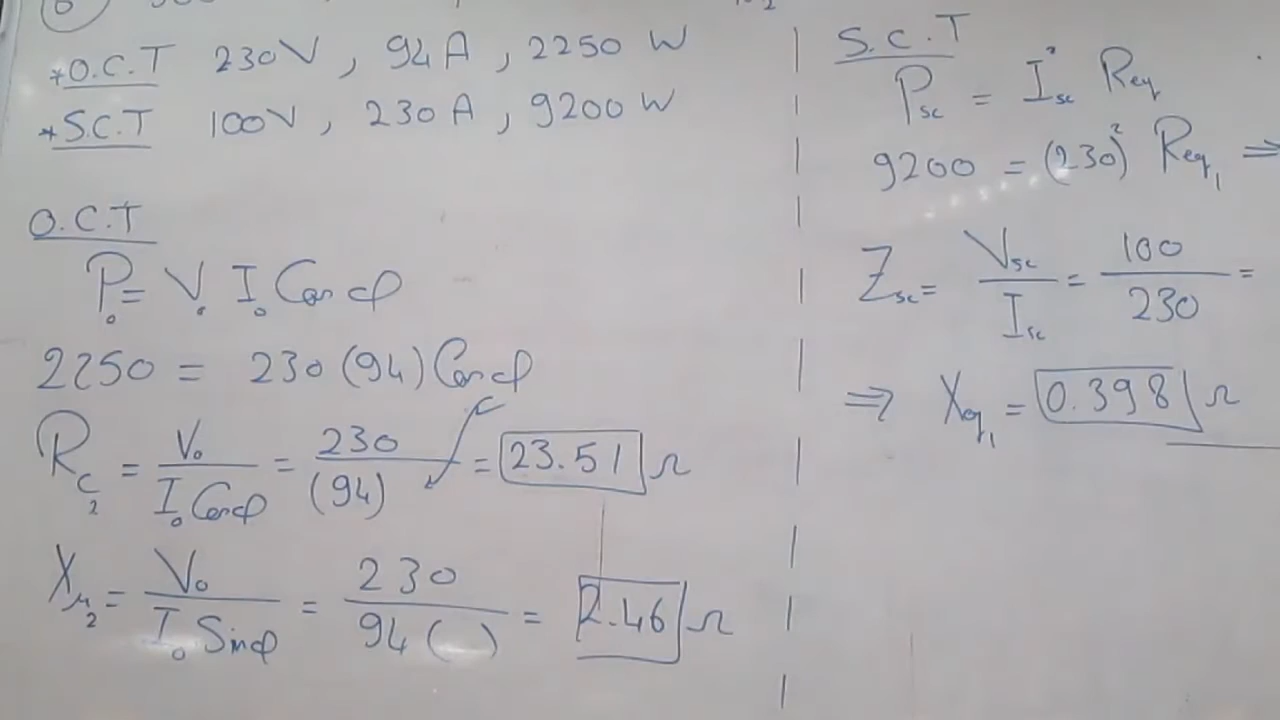 * O.C.T 230V, 94A, 2250 W
* S.C.T 100V, 230A, 9200W
O.C.T
P₀ = V₀ I₀ Cos φ
2250 = 230 (94) Cos φ
R_c₂ = V₀ / I₀ Cos φ = 230 / (94) = 23.51 Ω
X_μ₂ = V₀ / I₀ Sin φ = 230 / 94 ( ) = 2.46 Ω
S.C.T
P_sc = I²_sc R_eq
9200 = (230)² R_eq₁ ⇒
Z_sc = V_sc / I_sc = 100 / 230 =
⇒ X_eq₁ = 0.398 Ω